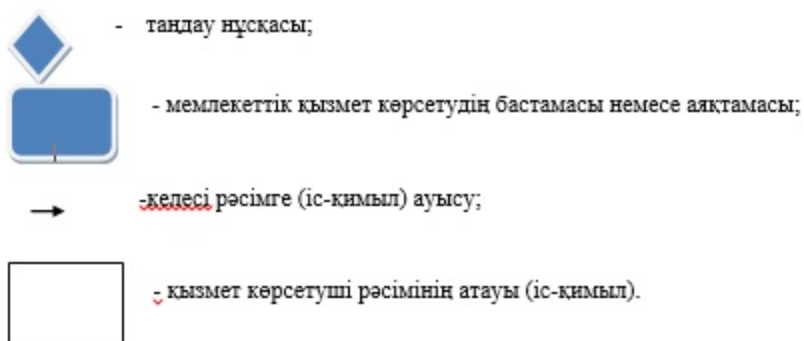 - таңдау нұсқасы;
- мемлекеттік қызмет көрсетудің бастамасы немесе аяқтамасы;
-келесі рәсімге (іс-қимыл) ауысу;
- қызмет көрсетуші рәсімінің атауы (іс-қимыл).